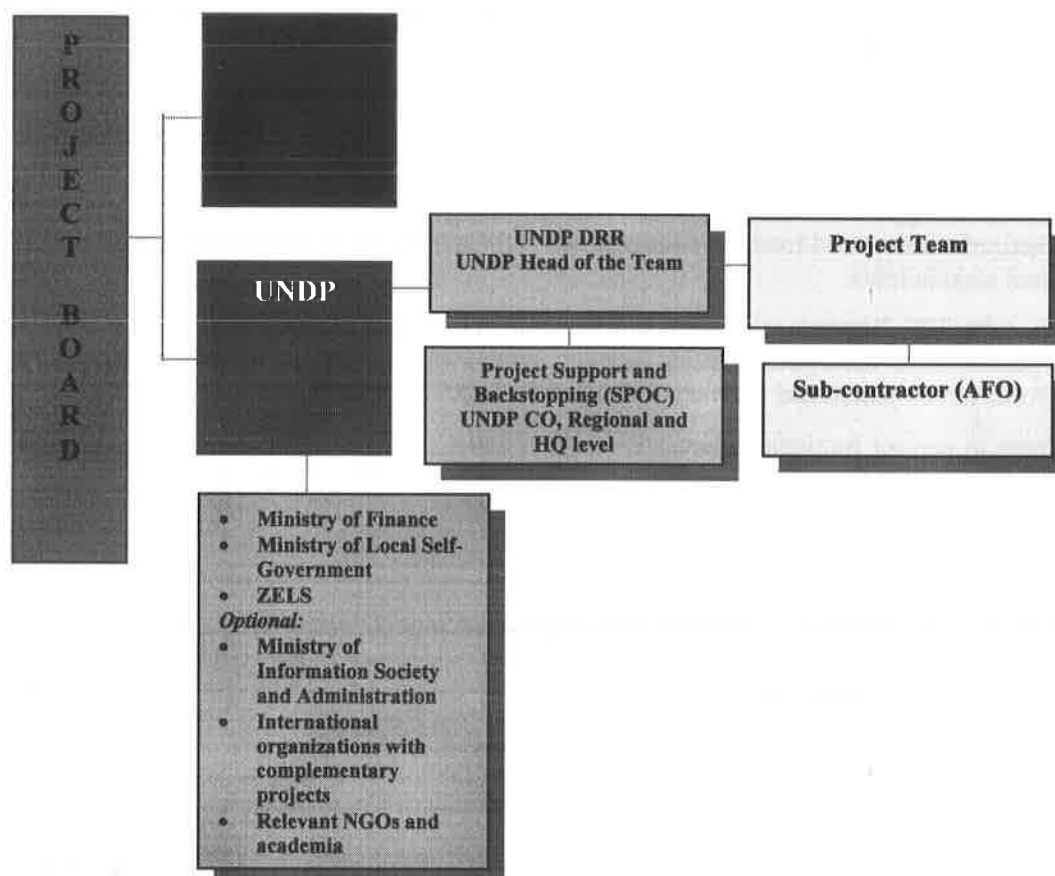 PROJECT BOARD
UNDP
UNDP DRR
UNDP Head of the Team
Project Team
Project Support and
Backstopping (SPOC)
UNDP CO, Regional and
HQ level
Sub-contractor (AFO)
• Ministry of Finance
• Ministry of Local Self-
Government
• ZELS
Optional:
• Ministry of
Information Society
and Administration
• International
organizations with
complementary
projects
• Relevant NGOs and
academia